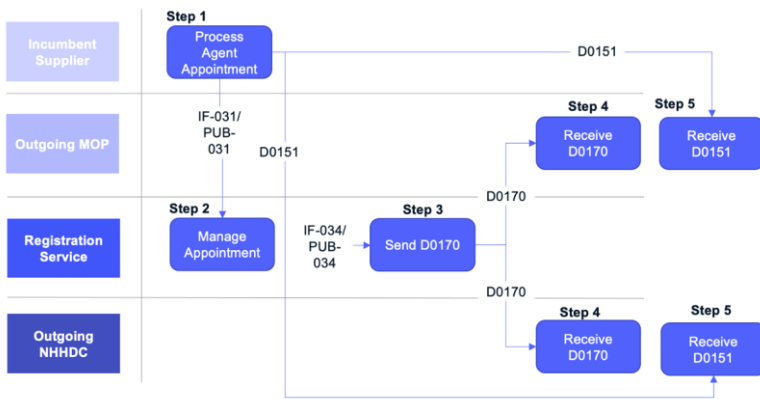 Step 1
Incumbent
Supplier
Process
Agent
Appointment
D0151
IF-031/
PUB-
031
D0151
Outgoing MOP
Step 4
Receive
D0170
Step 5
Receive
D0151
D0170
Registration
Service
Step 2
Manage
Appointment
IF-034/
PUB-
034
Step 3
Send D0170
D0170
Outgoing
NHHDC
Step 4
Receive
D0170
Step 5
Receive
D0151